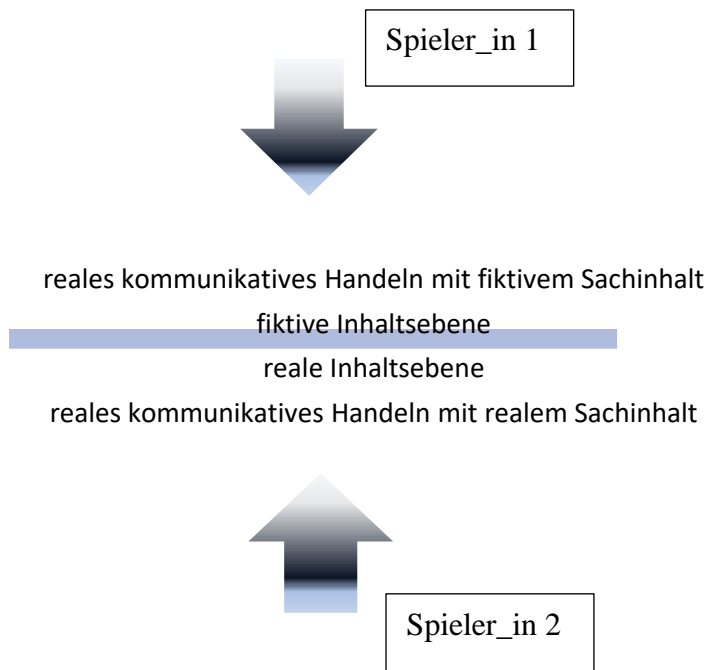 Spieler_in 1
reales kommunikatives Handeln mit fiktivem Sachinhalt
fiktive Inhaltsebene
reale Inhaltsebene
reales kommunikatives Handeln mit realem Sachinhalt
Spieler_in 2